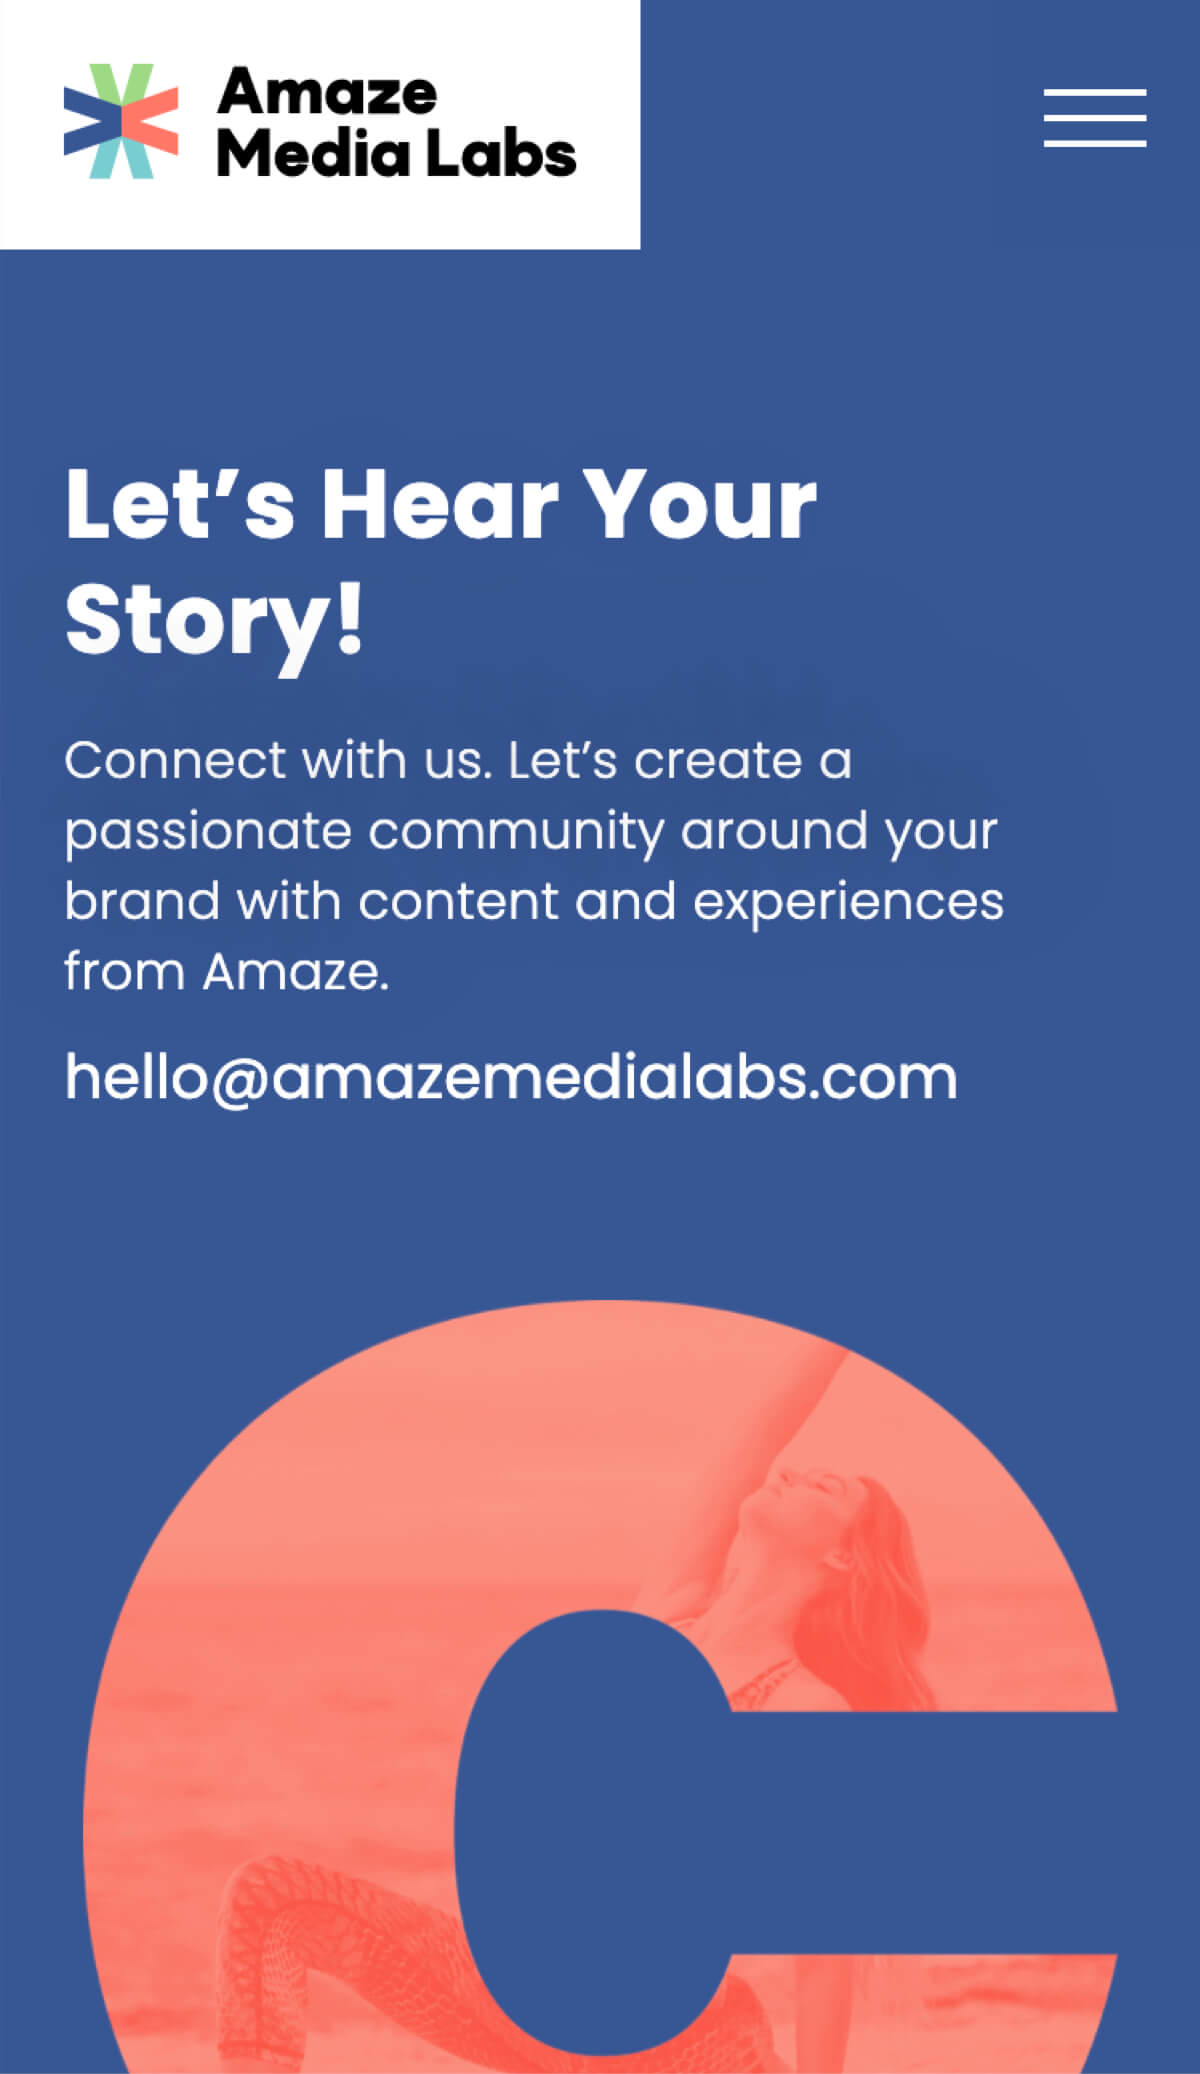 Amaze
Media Labs
Let’s Hear Your
Story!
Connect with us. Let’s create a
passionate community around your
brand with content and experiences
from Amaze.
hello@amazemedialabs.com
C